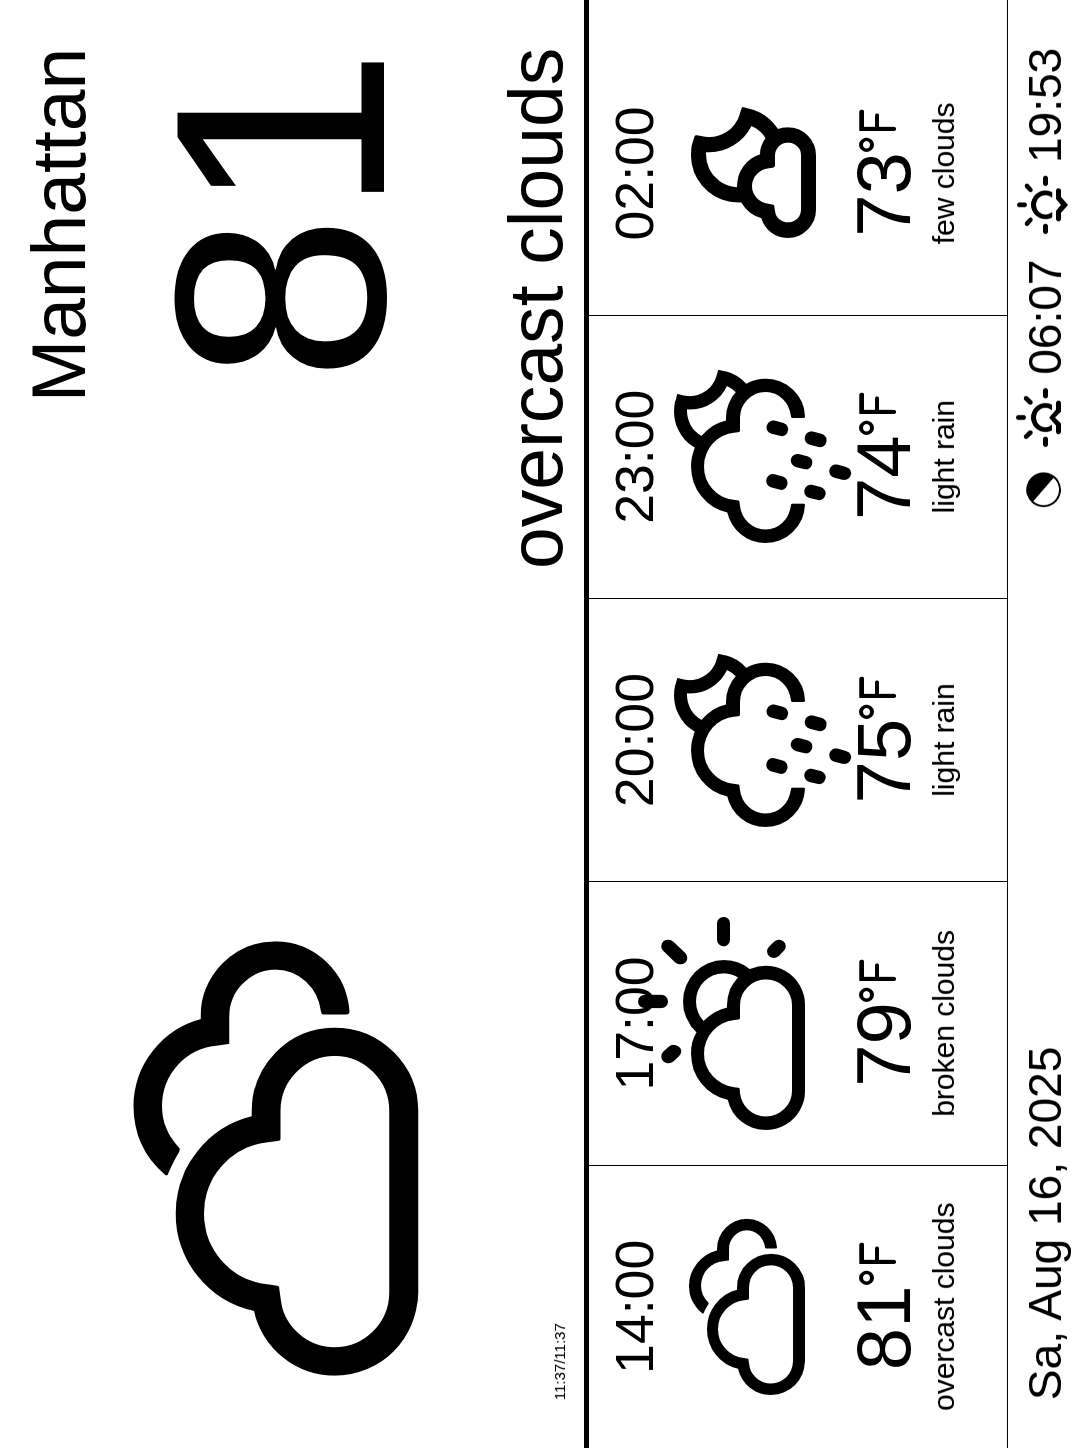 Manhattan
81
overcast clouds
11:37/11:37
14:00
81°F
overcast clouds
17:00
79°F
broken clouds
20:00
75°F
light rain
23:00
74°F
light rain
02:00
73°F
few clouds
Sa, Aug 16, 2025
06:07
19:53